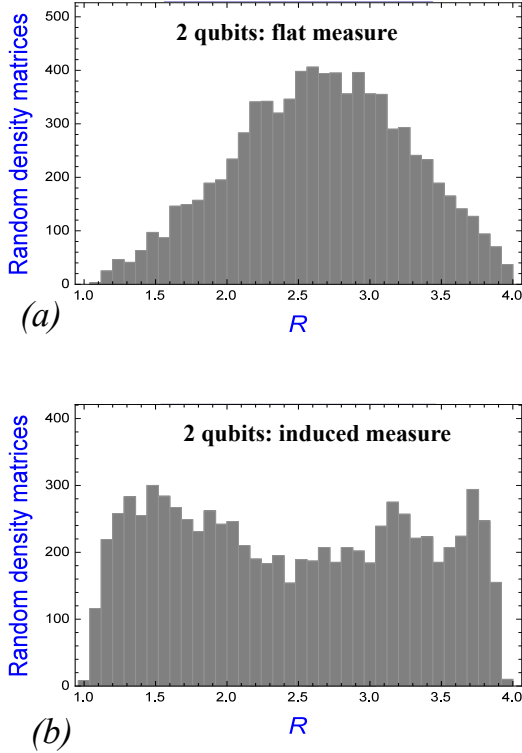 2 qubits: flat measure
Random density matrices
500
400
300
200
100
0
1.0 1.5 2.0 2.5 3.0 3.5 4.0
(a)
R
2 qubits: induced measure
Random density matrices
400
300
200
100
0
1.0 1.5 2.0 2.5 3.0 3.5 4.0
(b)
R